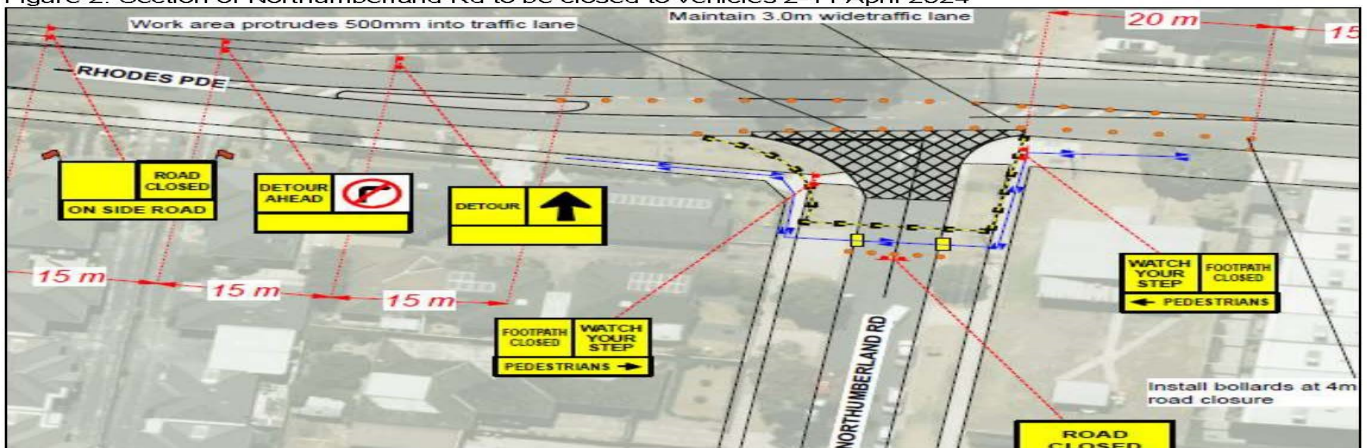 Figure 2: Section of Northumberland Rd to be closed to vehicles 2-11 April 2024
Work area protrudes 500mm into traffic lane
Maintain 3.0m widetraffic lane
20 m
15
RHODES PDE
ROAD
CLOSED
ON SIDE ROAD
DETOUR
AHEAD
DETOUR
15 m
15 m
15 m
WATCH
YOUR
STEP
FOOTPATH
CLOSED
← PEDESTRIANS
FOOTPATH
CLOSED
WATCH
YOUR
STEP
PEDESTRIANS →
NORTHUMBERLAND RD
Install bollards at 4m
road closure
ROAD
CLOSED